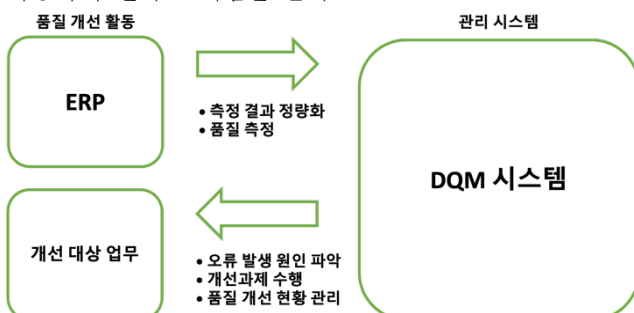 품질 개선 활동
관리 시스템
ERP
• 측정 결과 정량화
• 품질 측정
DQM 시스템
개선 대상 업무
• 오류 발생 원인 파악
• 개선과제 수행
• 품질 개선 현황 관리